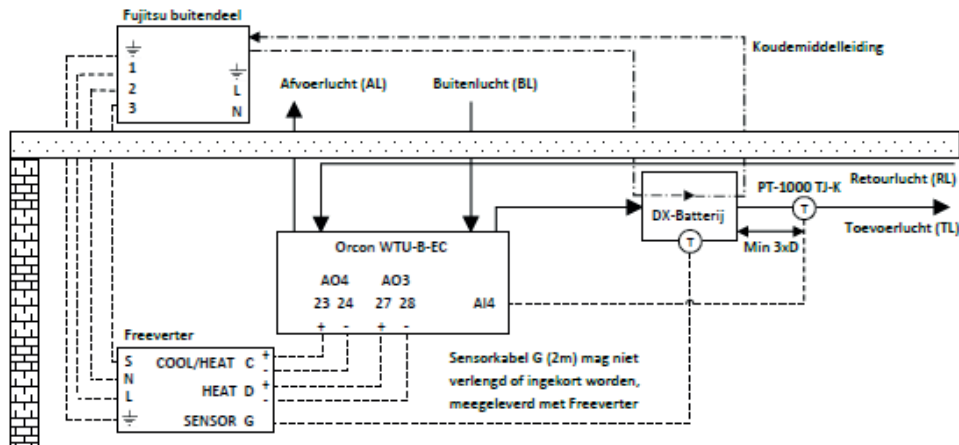 Fujitsu buitendeel
⏚
1
2
3
⏚
L
N
Koudemiddelleiding
Afvoerlucht (AL)
Buitenlucht (BL)
Retourlucht (RL)
PT-1000 TJ-K
T
DX-Batterij
T
Toevoerlucht (TL)
Min 3xD
Orcon WTU-B-EC
AO4 AO3
23 24 27 28 AI4
+ - + -
Freeverter
S COOL/HEAT C + -
N HEAT D + -
L
⏚ SENSOR G
Sensorkabel G (2m) mag niet
verlengd of ingekort worden,
meegeleverd met Freeverter